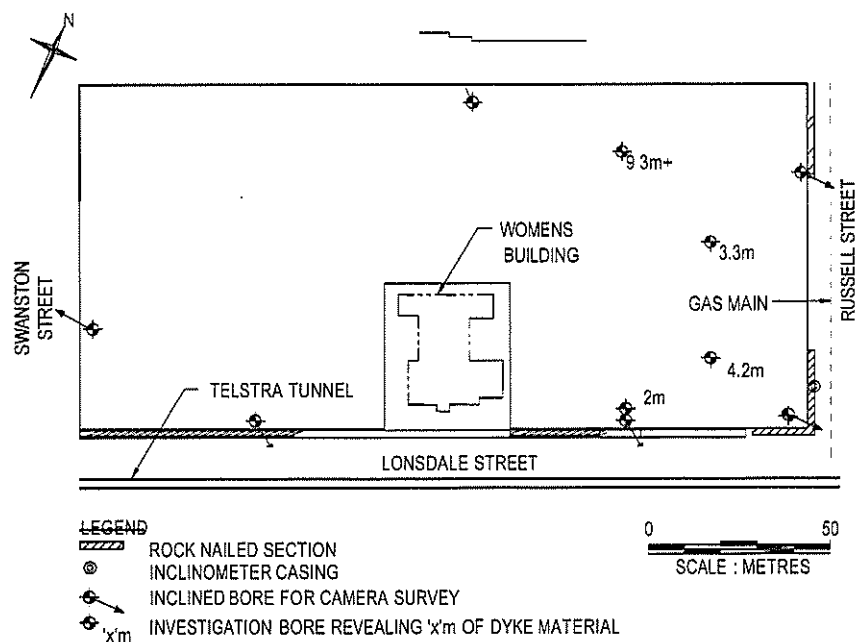 N
9 3m+
WOMENS
BUILDING
3.3m
SWANSTON
STREET
GAS MAIN
RUSSELL STREET
4.2m
TELSTRA TUNNEL
2m
LONSDALE STREET
LEGEND
ROCK NAILED SECTION
INCLINOMETER CASING
INCLINED BORE FOR CAMERA SURVEY
'x'm INVESTIGATION BORE REVEALING 'x'm OF DYKE MATERIAL
0 50
SCALE : METRES